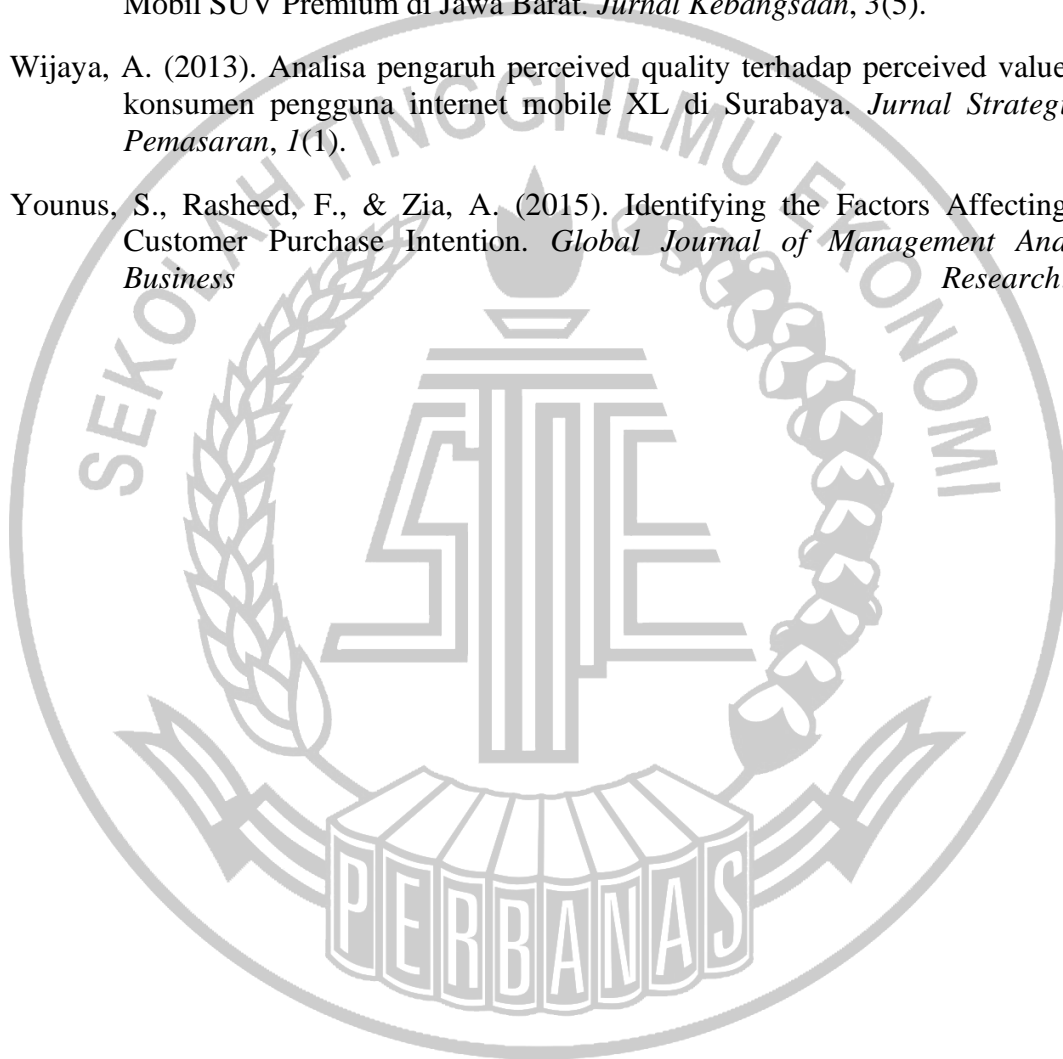 Mobil SUV Premium di Jawa Barat. Jurnal Kebangsaan, 3(5).
Wijaya, A. (2013). Analisa pengaruh perceived quality terhadap perceived value
konsumen pengguna internet mobile XL di Surabaya. Jurnal Strategi
Pemasaran, 1(1).
Younus, S., Rasheed, F., & Zia, A. (2015). Identifying the Factors Affecting
Customer Purchase Intention. Global Journal of Management And
Business Research.
SEKOLAH TINGGI ILMU EKONOMI
STIE
PERBANAS